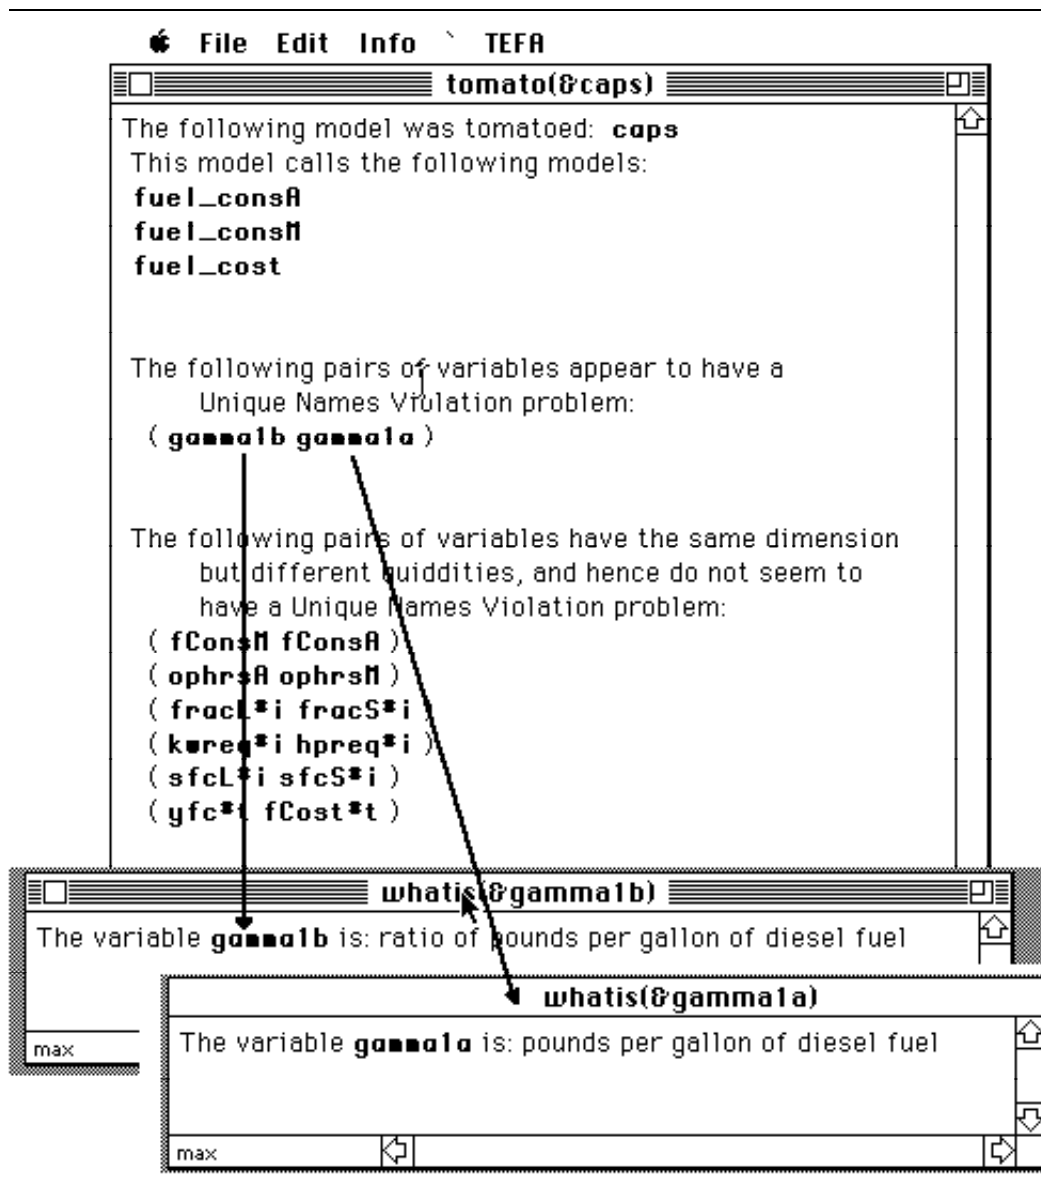 File Edit Info ` TEFA
tomato(&caps)
The following model was tomatoed: caps
This model calls the following models:
fuel_consA
fuel_consM
fuel_cost
The following pairs of variables appear to have a
Unique Names Violation problem:
( gamma1b gamma1a )
The following pairs of variables have the same dimension
but different quiddities, and hence do not seem to
have a Unique Names Violation problem:
( fConsM fConsA )
( ophrsA ophrsM )
( fracL*i fracS*i )
( kwreq*i hpreq*i )
( sfcL*i sfcS*i )
( yfc*t fCost*t )
whatis(&gamma1b)
The variable gamma1b is: ratio of pounds per gallon of diesel fuel
max
whatis(&gamma1a)
The variable gamma1a is: pounds per gallon of diesel fuel
max